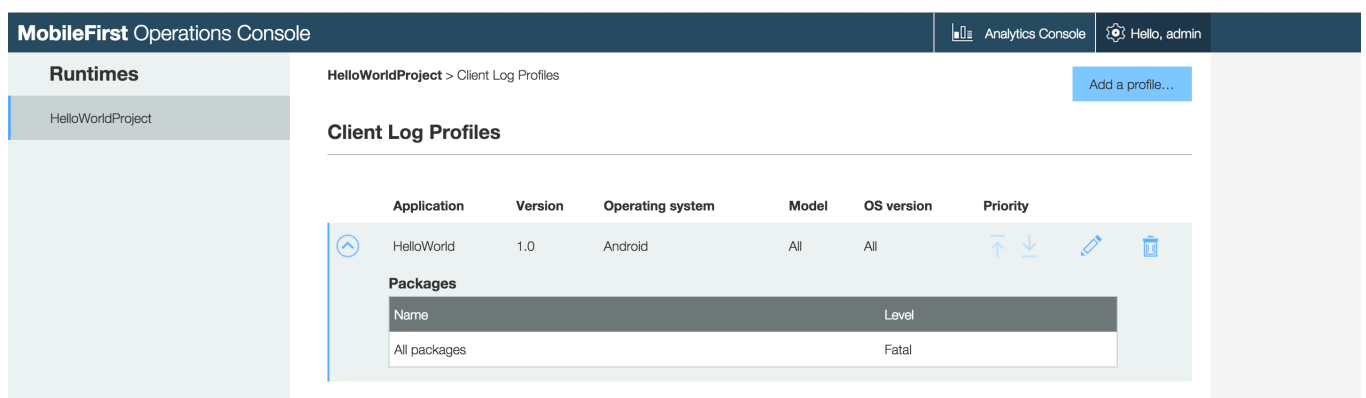 MobileFirst Operations Console
Analytics Console
Hello, admin
Runtimes
HelloWorldProject
HelloWorldProject > Client Log Profiles
Add a profile...
Client Log Profiles
Application Version Operating system Model OS version Priority
HelloWorld 1.0 Android All All
Packages
Name Level
All packages Fatal